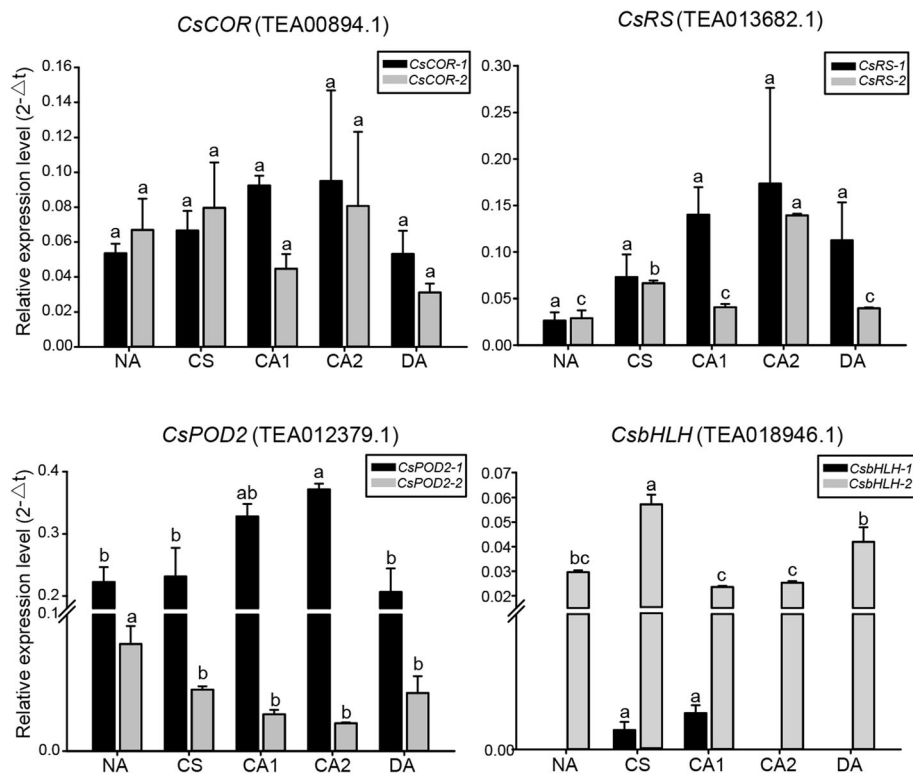 CsCOR (TEA00894.1)
CsCOR-1
CsCOR-2
Relative expression level (2-△t)
0.16
0.14
0.12
0.10
0.08
0.06
0.04
0.02
0.00
a a a a a a a a a a
NA CS CA1 CA2 DA
CsRS (TEA013682.1)
CsRS-1
CsRS-2
0.30
0.25
0.20
0.15
0.10
0.05
0.00
a c a b a c a a a c
NA CS CA1 CA2 DA
CsPOD2 (TEA012379.1)
CsPOD2-1
CsPOD2-2
Relative expression level (2-△t)
0.4
0.3
0.2
0.1
0.0
b a b b ab b a b b b
NA CS CA1 CA2 DA
CsbHLH (TEA018946.1)
CsbHLH-1
CsbHLH-2
0.07
0.06
0.05
0.04
0.03
0.02
0.00
bc a a a c c b
NA CS CA1 CA2 DA